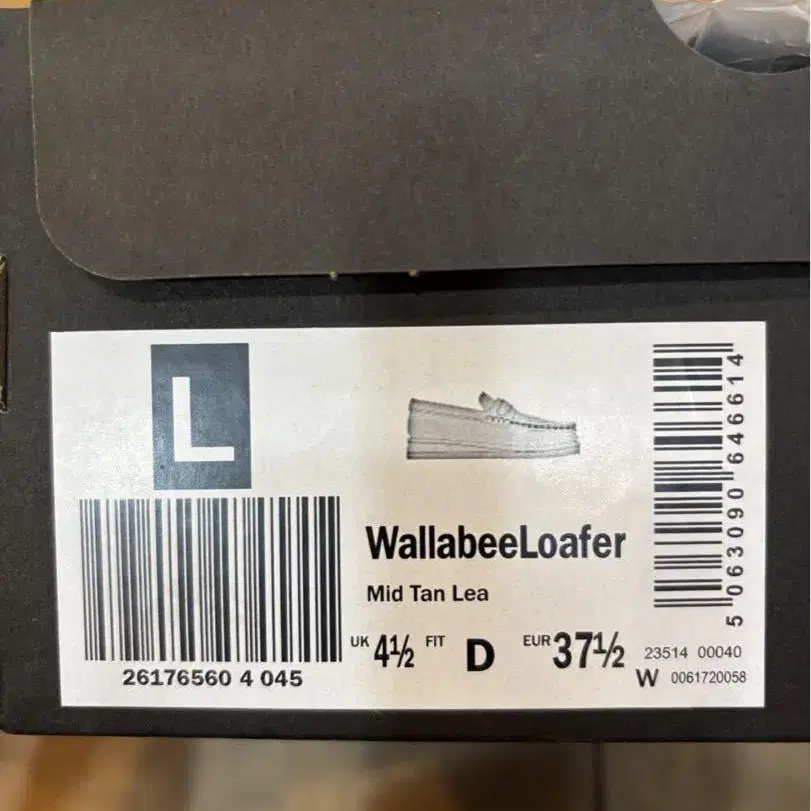 L
26176560 4 045
WallabeeLoafer
Mid Tan Lea
UK 4½ FIT D EUR 37½
23514 00040
W 0061720058
5 063090 646614